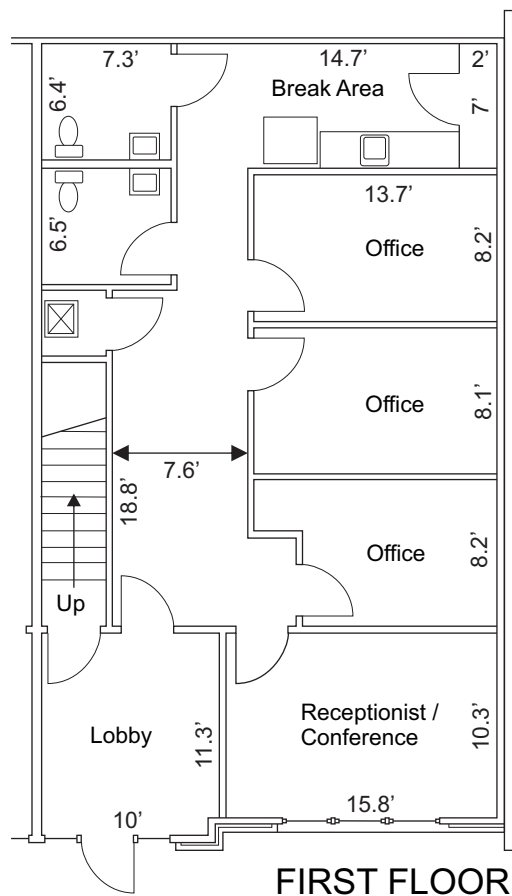 7.3’
14.7’
2’
6.4’
Break Area
7’
13.7’
6.5’
Office
8.2’
Office
8.1’
7.6’
18.8’
Office
8.2’
Up
Lobby
11.3’
Receptionist /
Conference
10.3’
10’
15.8’
FIRST FLOOR